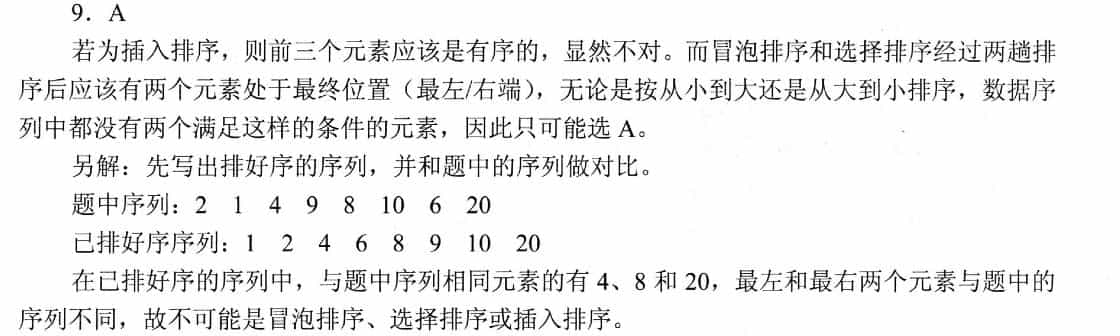 9．A
若为插入排序，则前三个元素应该是有序的，显然不对。而冒泡排序和选择排序经过两趟排
序后应该有两个元素处于最终位置（最左/右端），无论是按从小到大还是从大到小排序，数据序
列中都没有两个满足这样的条件的元素，因此只可能选 A。
另解：先写出排好序的序列，并和题中的序列做对比。
题中序列：2 1 4 9 8 10 6 20
已排好序序列：1 2 4 6 8 9 10 20
在已排好序的序列中，与题中序列相同元素的有 4、8 和 20，最左和最右两个元素与题中的
序列不同，故不可能是冒泡排序、选择排序或插入排序。